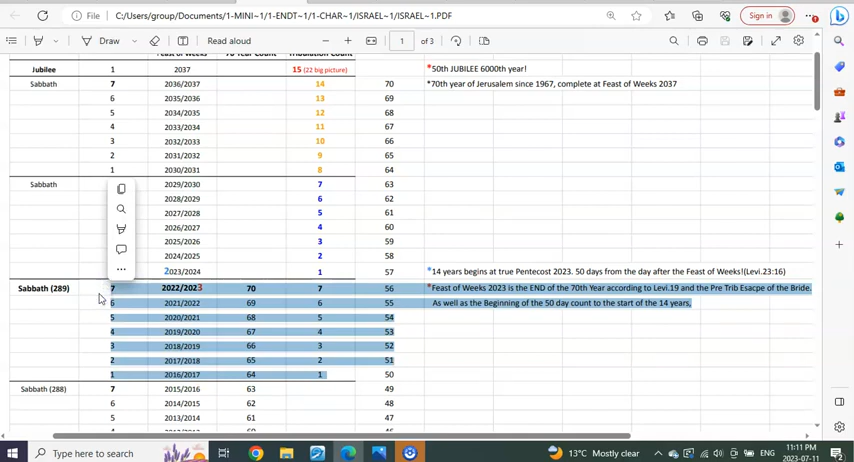 File C:/Users/group/Documents/1-MINI~1/1-ENDT~1/1-CHAR~1/ISRAEL~1/ISRAEL~1.PDF Sign in
Draw Read aloud 1 of 3
Feast of Weeks 70 Year Count Tribulation Count
Jubilee 1 2037 15 (22 big picture) *50th JUBILEE 6000th year!
Sabbath 7 2036/2037 14 70 *70th year of Jerusalem since 1967, complete at Feast of Weeks 2037
6 2035/2036 13 69
5 2034/2035 12 68
4 2033/2034 11 67
3 2032/2033 10 66
2 2031/2032 9 65
1 2030/2031 8 64
Sabbath 2029/2030 7 63
2028/2029 6 62
2027/2028 5 61
2026/2027 4 60
2025/2026 3 59
2024/2025 2 58
2023/2024 1 57 *14 years begins at true Pentecost 2023. 50 days from the day after the Feast of Weeks!(Levi.23:16)
Sabbath (289) 7 2022/2023 70 7 56 *Feast of Weeks 2023 is the END of the 70th Year according to Levi.19 and the Pre Trib Esacpe of the Bride.
6 2021/2022 69 6 55 As well as the Beginning of the 50 day count to the start of the 14 years,
5 2020/2021 68 5 54
4 2019/2020 67 4 53
3 2018/2019 66 3 52
2 2017/2018 65 2 51
1 2016/2017 64 1 50
Sabbath (288) 7 2015/2016 63 49
6 2014/2015 62 48
5 2013/2014 61 47
Type here to search 13°C Mostly clear ENG 11:11 PM
2023-07-11